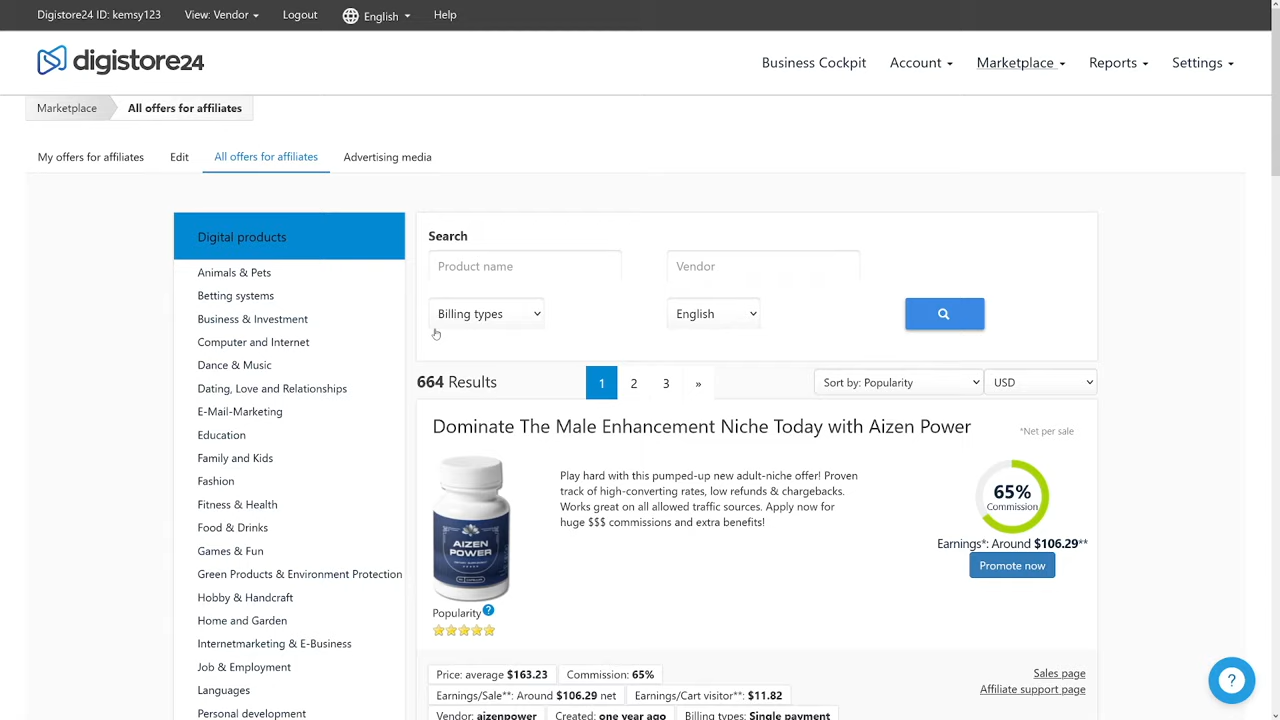 Digistore24 ID: kemsy123 View: Vendor Logout English Help
digistore24
Business Cockpit Account Marketplace Reports Settings
Marketplace All offers for affiliates
My offers for affiliates Edit All offers for affiliates Advertising media
Digital products
Animals & Pets
Betting systems
Business & Investment
Computer and Internet
Dance & Music
Dating, Love and Relationships
E-Mail-Marketing
Education
Family and Kids
Fashion
Fitness & Health
Food & Drinks
Games & Fun
Green Products & Environment Protection
Hobby & Handcraft
Home and Garden
Internetmarketing & E-Business
Job & Employment
Languages
Personal development
Search
Product name Vendor
Billing types English
664 Results 1 2 3 » Sort by: Popularity USD
Dominate The Male Enhancement Niche Today with Aizen Power *Net per sale
Play hard with this pumped-up new adult-niche offer! Proven
track of high-converting rates, low refunds & chargebacks.
Works great on all allowed traffic sources. Apply now for
huge $$$ commissions and extra benefits!
AIZEN
POWER
65%
Commission
Earnings*: Around $106.29**
Promote now
Popularity ?
Price: average $163.23 Commission: 65% Sales page
Earnings/Sale**: Around $106.29 net Earnings/Cart visitor**: $11.82 Affiliate support page
Vendor: aizenpower Created: one year ago Billing types: Single payment
?